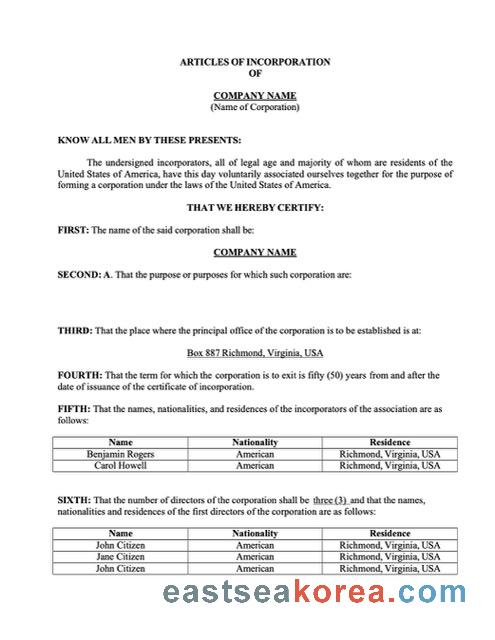 ARTICLES OF INCORPORATION
OF
COMPANY NAME
(Name of Corporation)
KNOW ALL MEN BY THESE PRESENTS:
The undersigned incorporators, all of legal age and majority of whom are residents of the
United States of America, have this day voluntarily associated ourselves together for the purpose of
forming a corporation under the laws of the United States of America.
THAT WE HEREBY CERTIFY:
FIRST: The name of the said corporation shall be:
COMPANY NAME
SECOND: A. That the purpose or purposes for which such corporation are:
THIRD: That the place where the principal office of the corporation is to be established is at:
Box 887 Richmond, Virginia, USA
FOURTH: That the term for which the corporation is to exit is fifty (50) years from and after the
date of issuance of the certificate of incorporation.
FIFTH: That the names, nationalities, and residences of the incorporators of the association are as
follows:
Name Nationality Residence
Benjamin Rogers American Richmond, Virginia, USA
Carol Howell American Richmond, Virginia, USA
SIXTH: That the number of directors of the corporation shall be three (3) and that the names,
nationalities and residences of the first directors of the corporation are as follows:
Name Nationality Residence
John Citizen American Richmond, Virginia, USA
Jane Citizen American Richmond, Virginia, USA
John Citizen American Richmond, Virginia, USA
eastseakorea.com